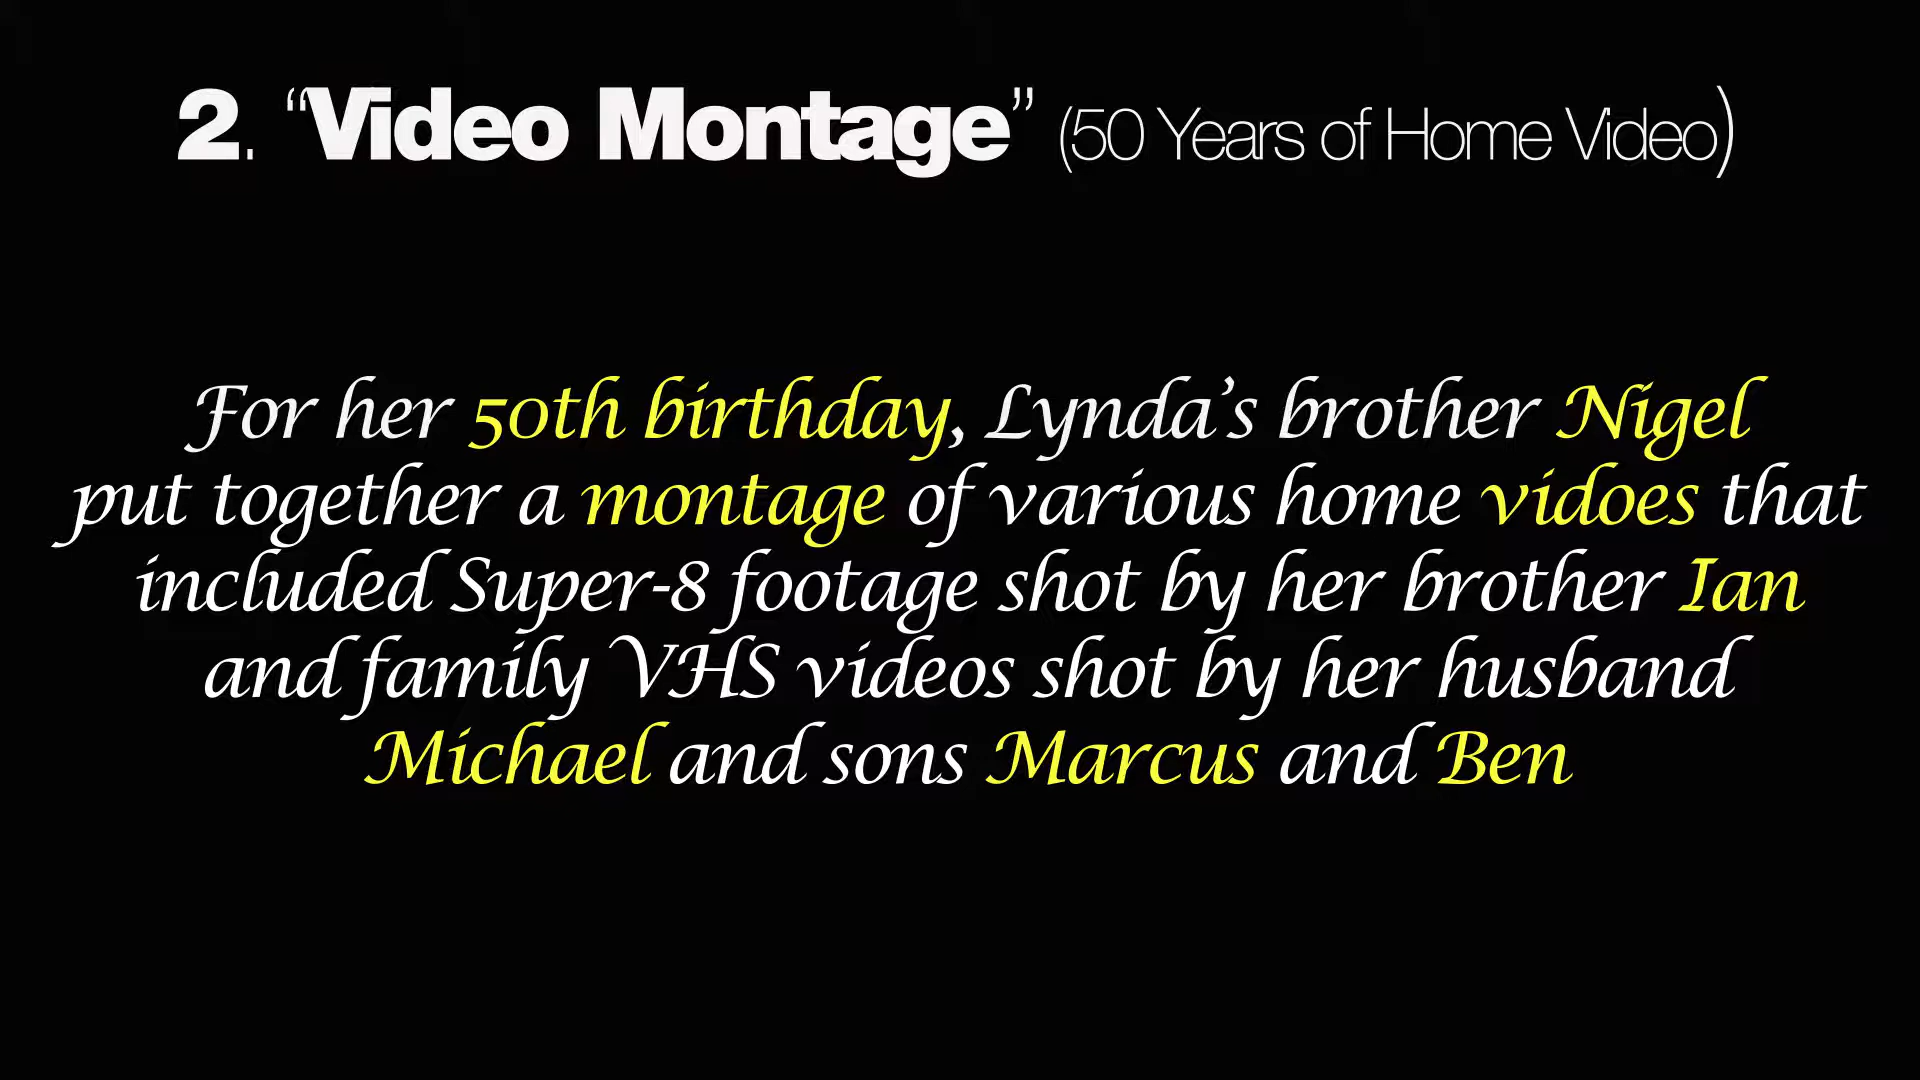 2. “Video Montage” (50 Years of Home Video)
For her 50th birthday, Lynda’s brother Nigel
put together a montage of various home vidoes that
included Super-8 footage shot by her brother Ian
and family VHS videos shot by her husband
Michael and sons Marcus and Ben